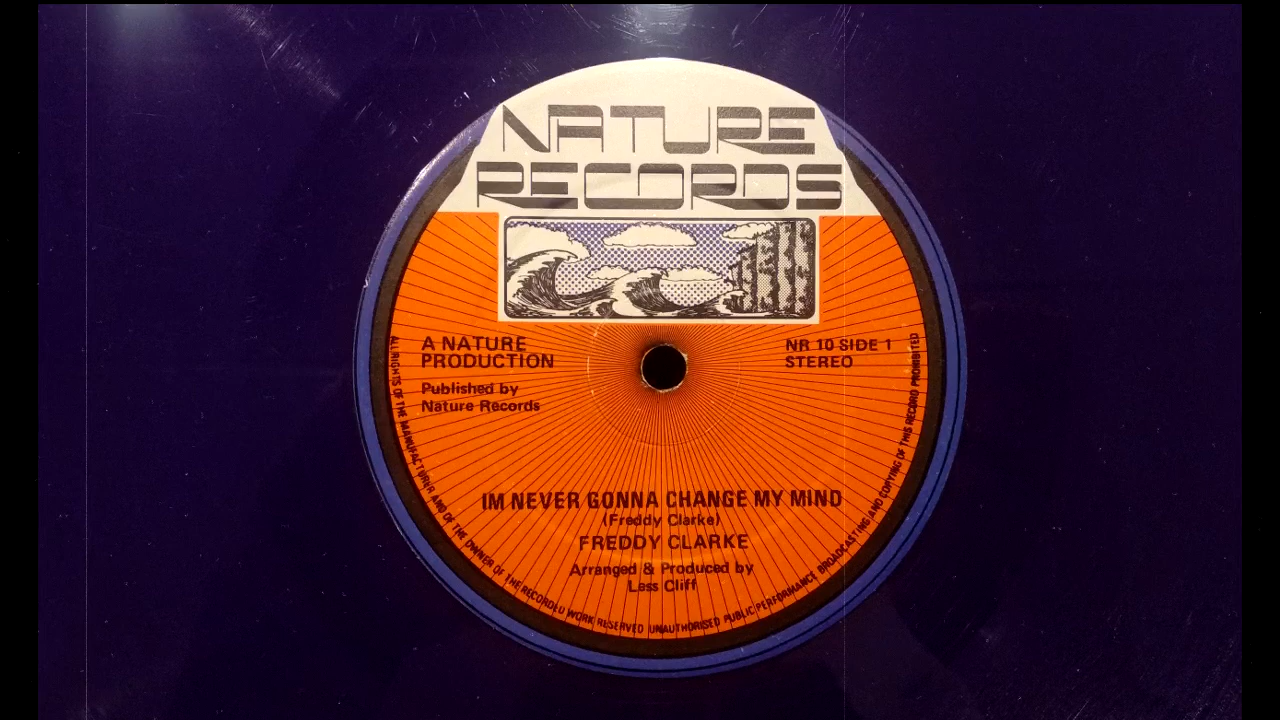 NATURE
RECORDS
A NATURE
PRODUCTION
Published by
Nature Records
NR 10 SIDE 1
STEREO
IM NEVER GONNA CHANGE MY MIND
(Freddy Clarke)
FREDDY CLARKE
Arranged & Produced by
Less Cliff
ALL RIGHTS OF THE MANUFACTURER AND OF THE OWNER OF THE RECORDED WORK RESERVED UNAUTHORISED PUBLIC PERFORMANCE BROADCASTING AND COPYING OF THIS RECORD PROHIBITED